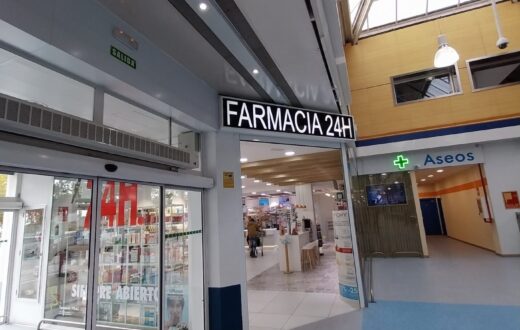 SALIDA
FARMACIA 24H
Aseos
24H
SIEMPRE ABIERTO